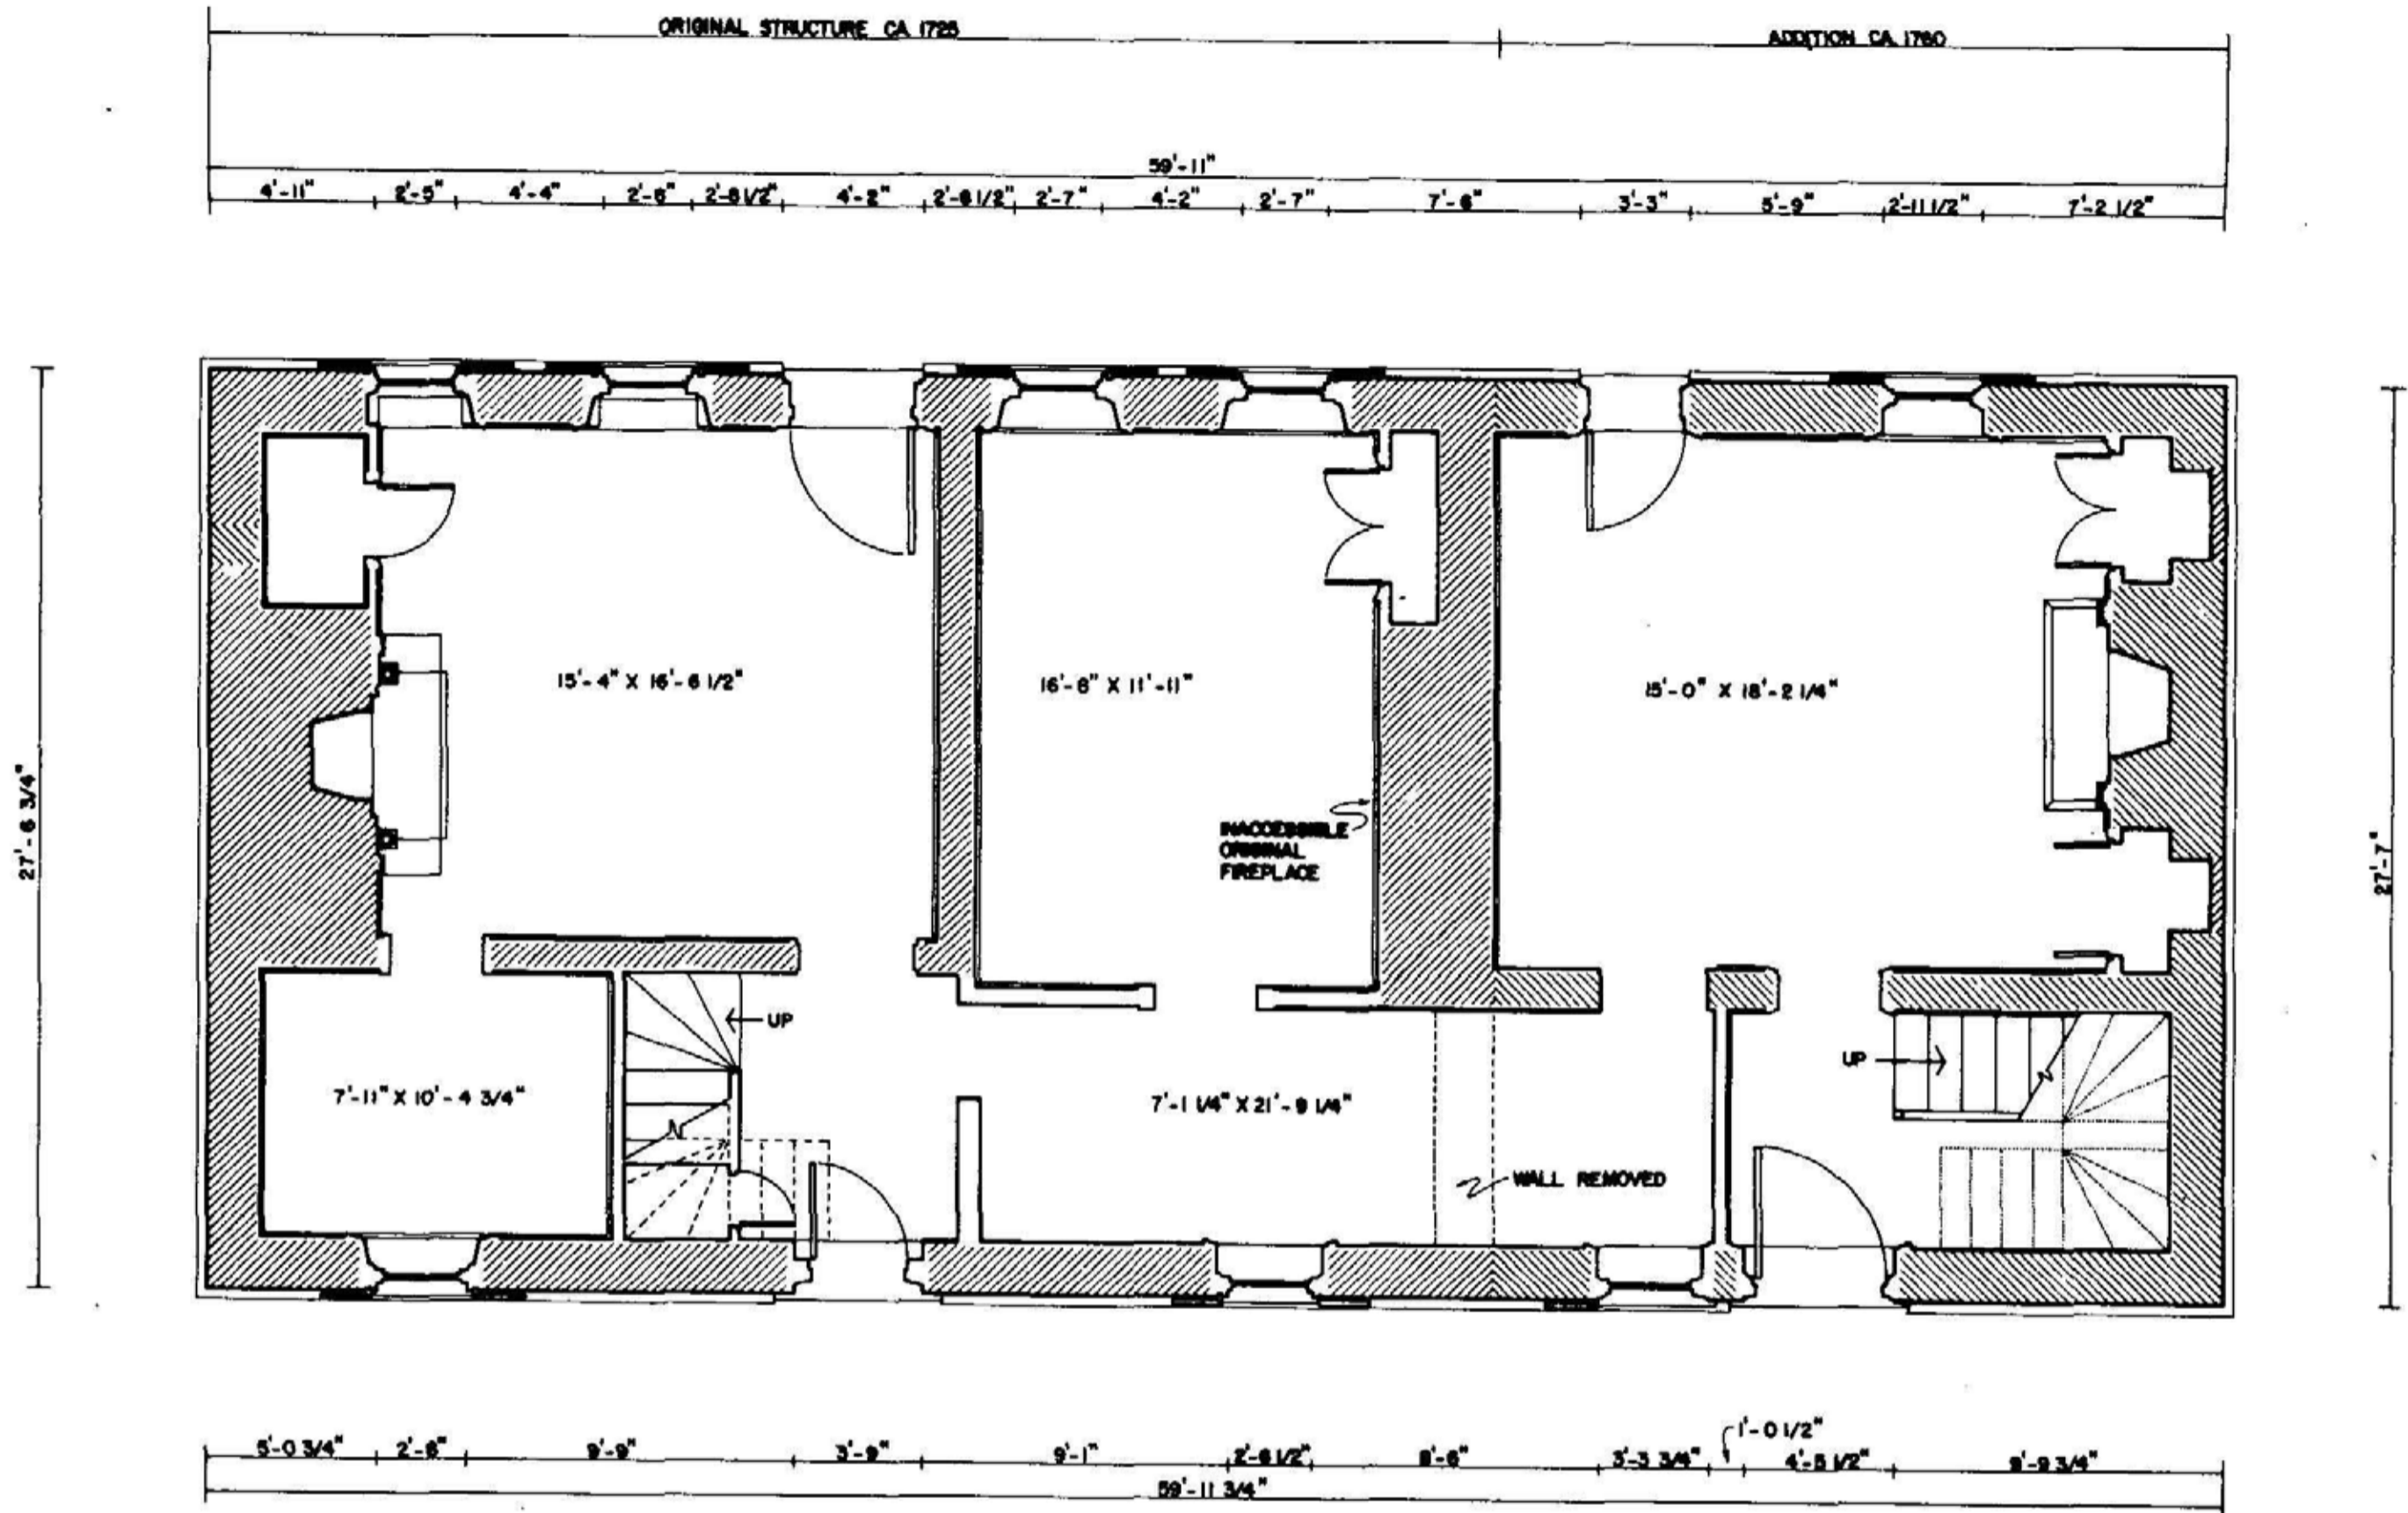 ORIGINAL STRUCTURE CA. 1725
ADDITION CA. 1760
59'-11"
4'-11" 2'-5" 4'-4" 2'-6" 2'-8 1/2" 4'-2" 2'-8 1/2" 2'-7" 4'-2" 2'-7" 7'-6" 3'-3" 5'-9" 2'-11 1/2" 7'-2 1/2"
27'-6 3/4"
27'-7"
15'-4" X 16'-6 1/2"
16'-8" X 11'-11"
15'-0" X 18'-2 1/4"
INACCESSIBLE
ORIGINAL
FIREPLACE
UP
UP
7'-11" X 10'-4 3/4"
7'-1 1/4" X 21'-9 1/4"
WALL REMOVED
1'-0 1/2"
5'-0 3/4" 2'-8" 9'-9" 3'-9" 9'-1" 2'-6 1/2" 8'-6" 3'-3 3/4" 4'-5 1/2" 9'-9 3/4"
59'-11 3/4"